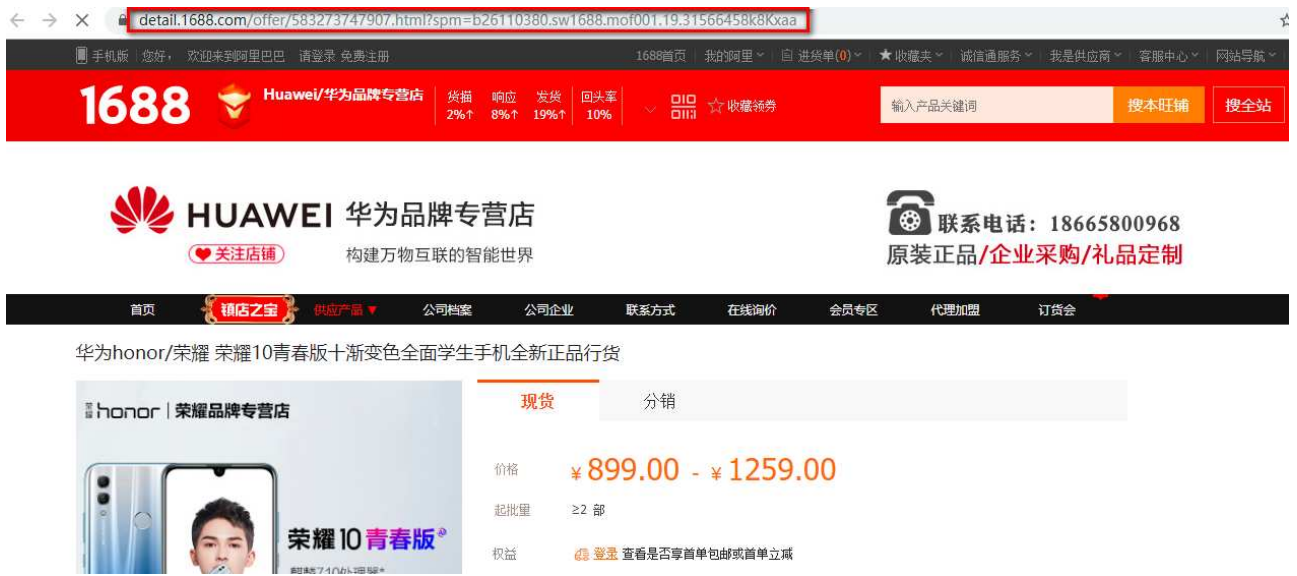 detail.1688.com/offer/583273747907.html?spm=b26110380.sw1688.mof001.19.31566458k8Kxaa
手机版 您好， 欢迎来到阿里巴巴 请登录 免费注册 1688首页 我的阿里 进货单(0) ★收藏夹 诚信通服务 我是供应商 客服中心 网站导航
1688 Huawei/华为品牌专营店 货描 响应 发货 回头率 ☆收藏领券 输入产品关键词 搜本旺铺 搜全站
2%↑ 8%↑ 19%↑ 10%
HUAWEI 华为品牌专营店 联系电话：18665800968
关注店铺 构建万物互联的智能世界 原装正品/企业采购/礼品定制
首页 镇店之宝 供应产品▼ 公司档案 公司企业 联系方式 在线询价 会员专区 代理加盟 订货会
华为honor/荣耀 荣耀10青春版十渐变色全面学生手机全新正品行货
荣耀 honor | 荣耀品牌专营店 现货 分销
价格 ¥899.00 - ¥1259.00
起批量 ≥2 部
荣耀10青春版
权益 登录 查看是否享首单包邮或首单立减
麒麟710处理器*